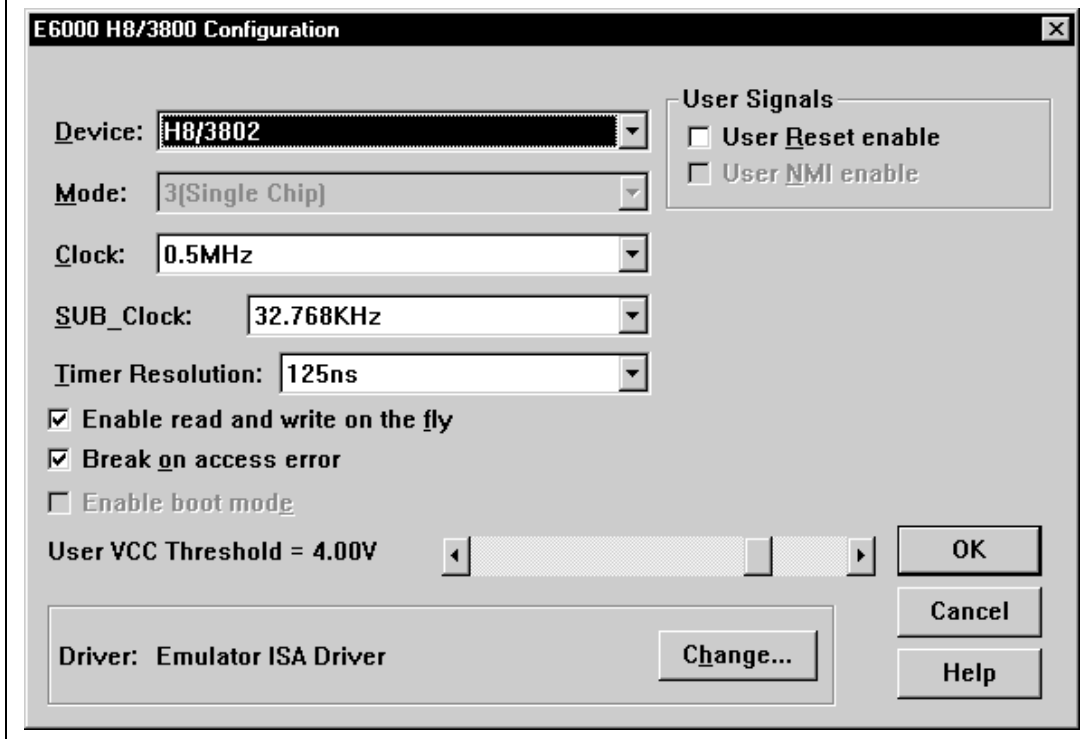 E6000 H8/3800 Configuration
Device: H8/3802
Mode: 3(Single Chip)
Clock: 0.5MHz
SUB_Clock: 32.768KHz
Timer Resolution: 125ns
Enable read and write on the fly
Break on access error
Enable boot mode
User VCC Threshold = 4.00V
User Signals
User Reset enable
User NMI enable
Driver: Emulator ISA Driver
Change...
OK
Cancel
Help